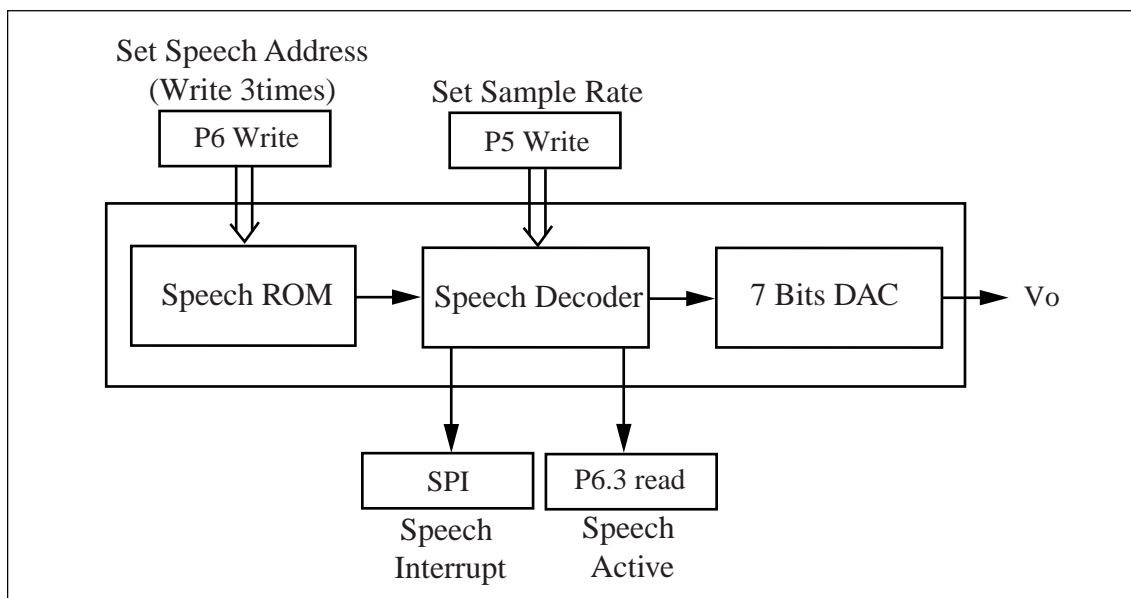 Set Speech Address
(Write 3times)
Set Sample Rate
P6 Write
P5 Write
Speech ROM
Speech Decoder
7 Bits DAC
Vo
SPI
P6.3 read
Speech
Interrupt
Speech
Active